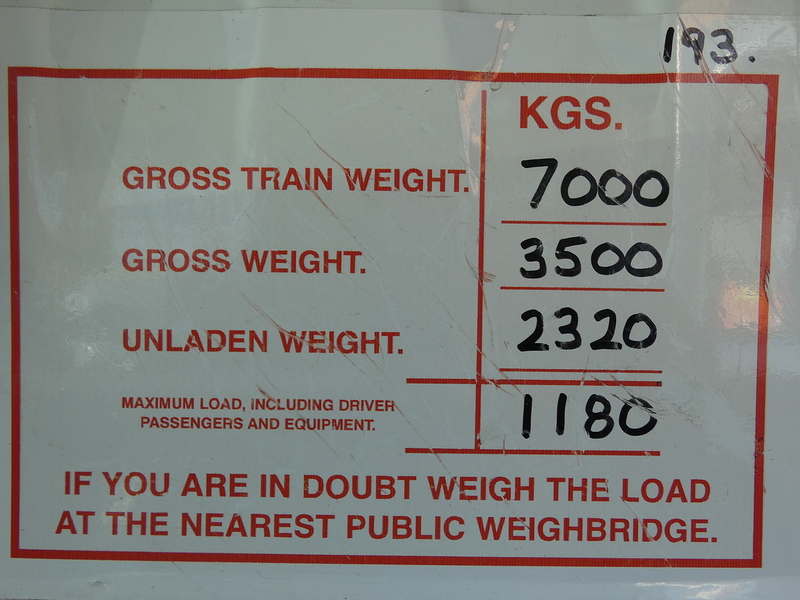 193.
KGS.
GROSS TRAIN WEIGHT. 7000
GROSS WEIGHT. 3500
UNLADEN WEIGHT. 2320
MAXIMUM LOAD, INCLUDING DRIVER
PASSENGERS AND EQUIPMENT. 1180
IF YOU ARE IN DOUBT WEIGH THE LOAD
AT THE NEAREST PUBLIC WEIGHBRIDGE.